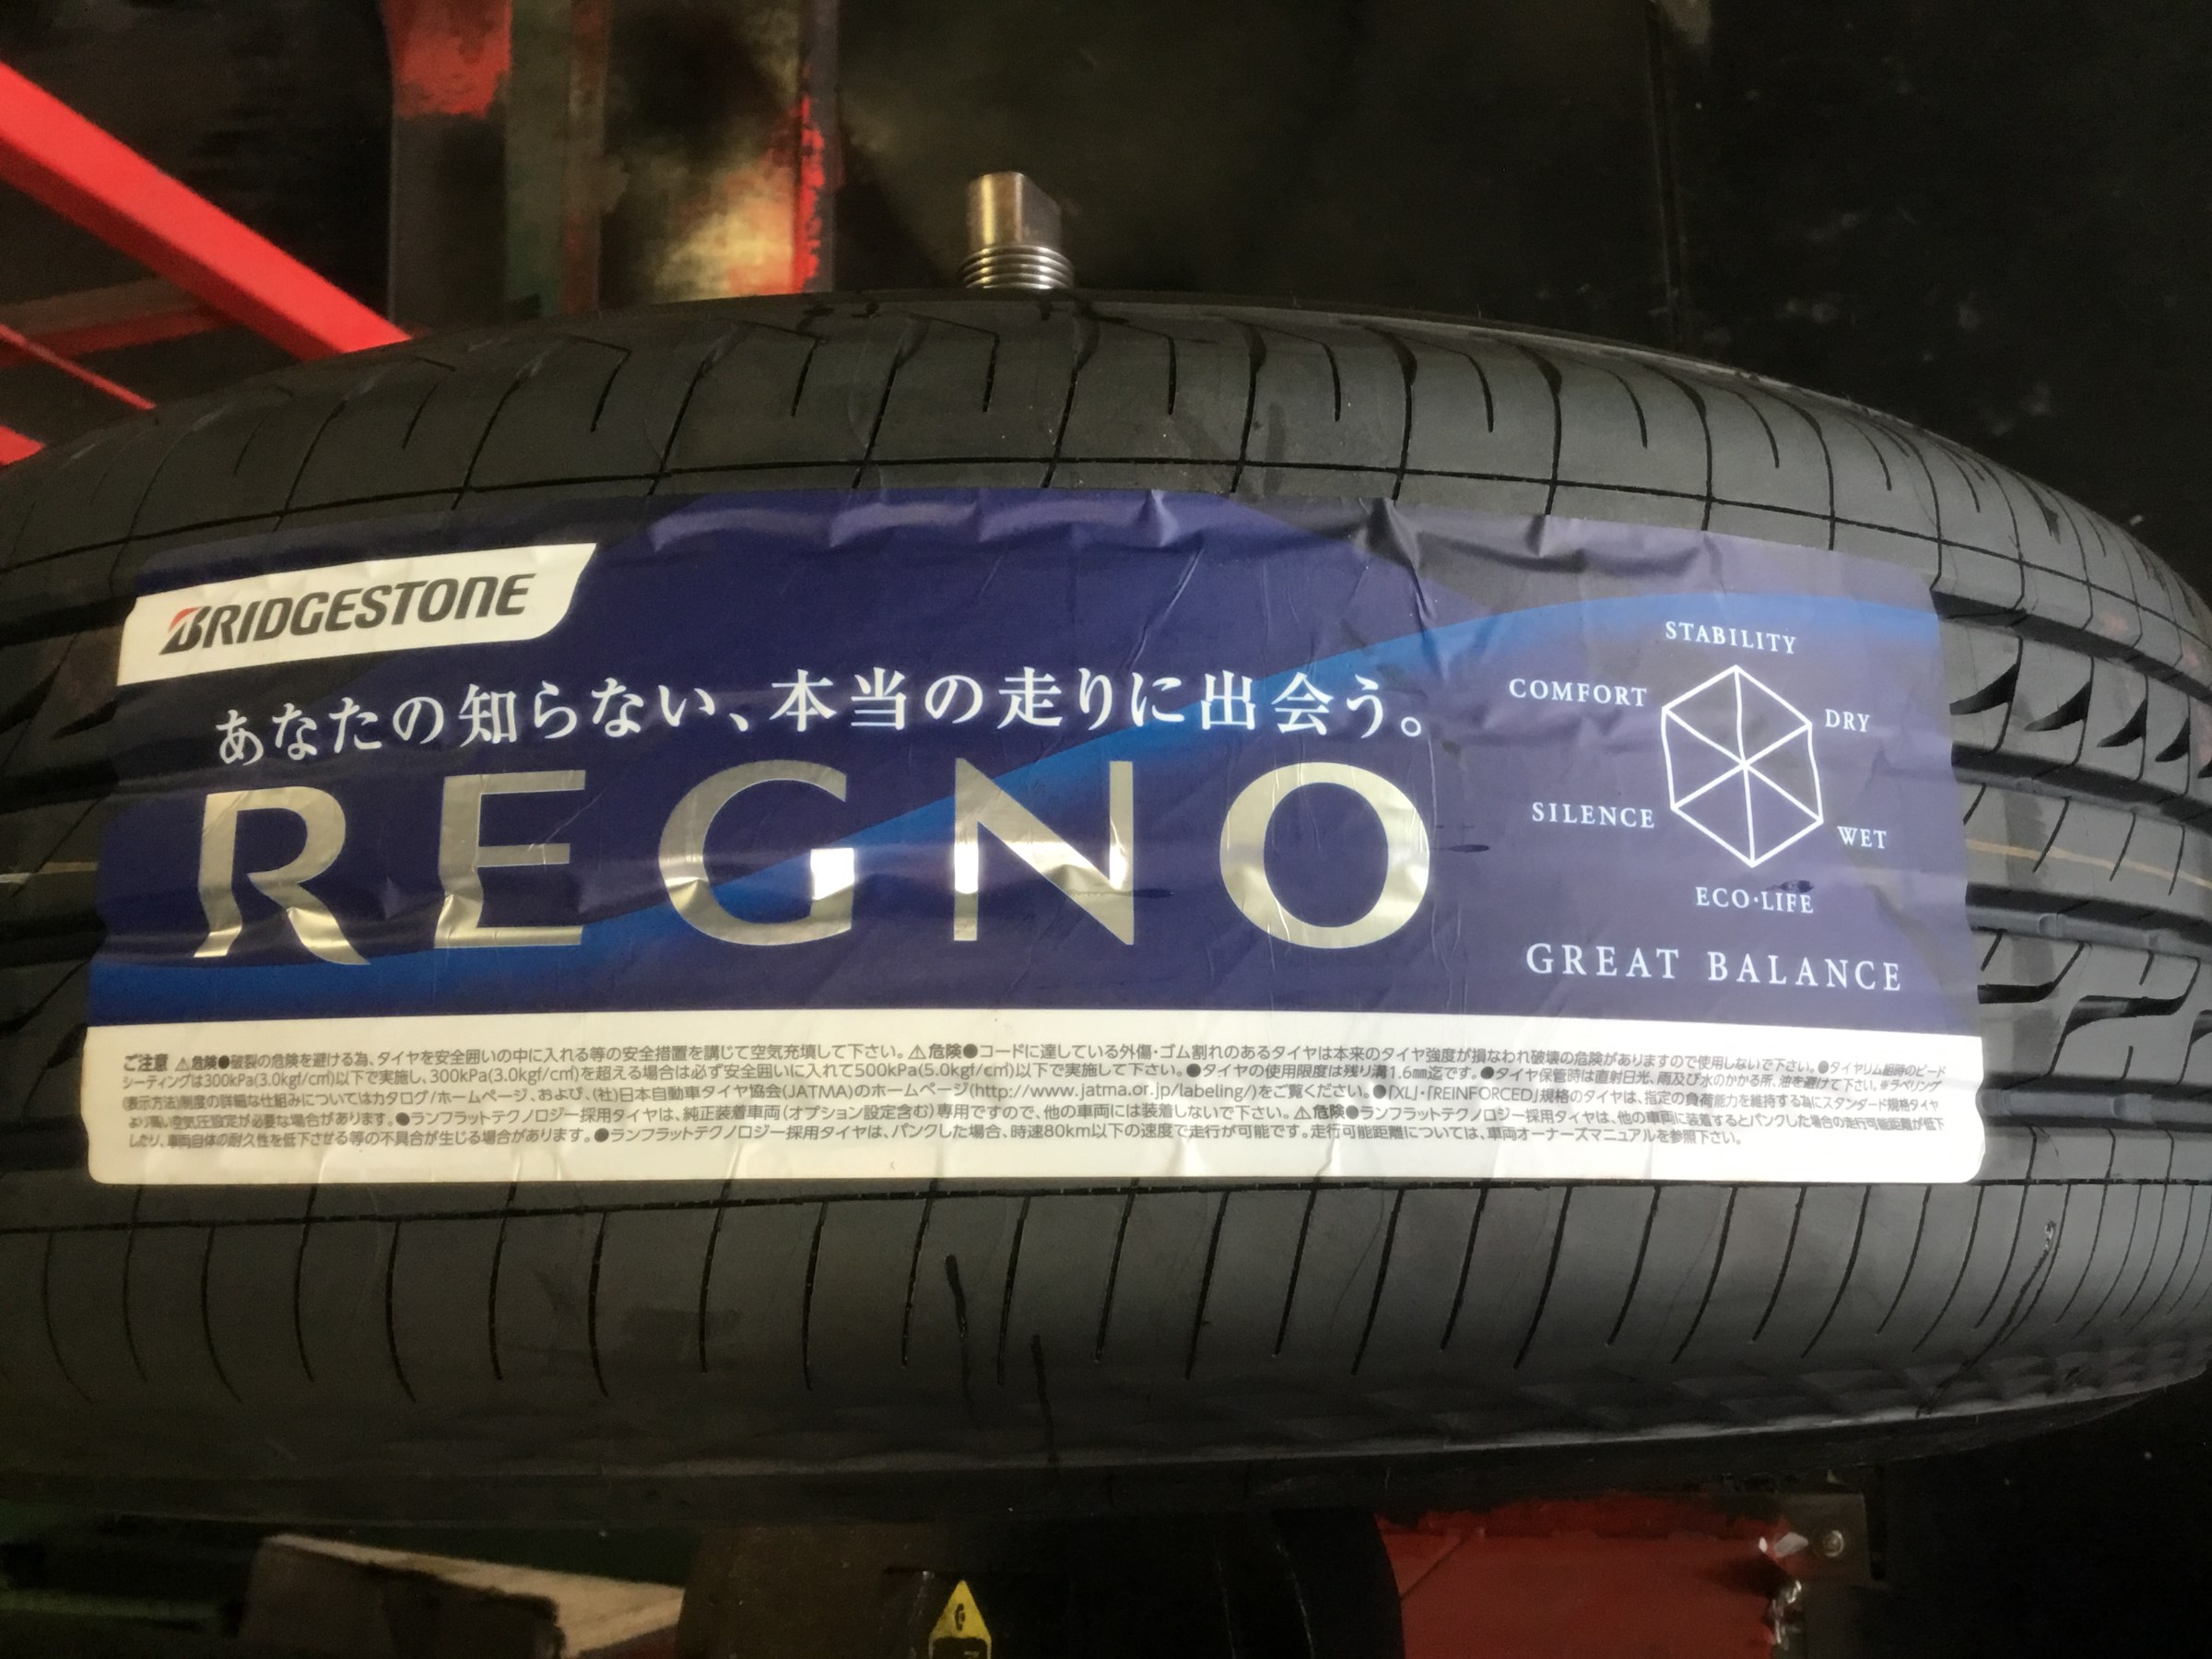 BRIDGESTONE
あなたの知らない、本当の走りに出会う。
REGNO
STABILITY
COMFORT
DRY
SILENCE
WET
ECO・LIFE
GREAT BALANCE
ご注意 ⚠危険●破裂の危険を避ける為、タイヤを安全囲いの中に入れる等の安全措置を講じて空気充填して下さい。⚠危険●コードに達している外傷・ゴム割れのあるタイヤは本来のタイヤ強度が損なわれ破壊の危険がありますので使用しないで下さい。●タイヤリム組時のビード
シーティングは300kPa(3.0kgf/c㎡)以下で実施し、300kPa(3.0kgf/c㎡)を超える場合は必ず安全囲いに入れて500kPa(5.0kgf/c㎡)以下で実施して下さい。●タイヤの使用限度は残り溝1.6㎜迄です。●タイヤ保管時は直射日光、雨及び水のかかる所、油を避けて下さい。※ラベリング
(表示方法)制度の詳細な仕組みについてはカタログ/ホームページ、および、(社)日本自動車タイヤ協会(JATMA)のホームページ(http://www.jatma.or.jp/labeling/)をご覧ください。●「XL」・「REINFORCED」規格のタイヤは、指定の負荷能力を維持する為にスタンダード規格タイヤ
より高い空気圧設定が必要な場合があります。●ランフラットテクノロジー採用タイヤは、純正装着車両(オプション設定含む)専用ですので、他の車両には装着しないで下さい。⚠危険●ランフラットテクノロジー採用タイヤは、他の車両に装着するとパンクした場合の走行可能距離が低下
したり、車両自体の耐久性を低下させる等の不具合が生じる場合があります。●ランフラットテクノロジー採用タイヤは、パンクした場合、時速80km以下の速度で走行が可能です。走行可能距離については、車両オーナーズマニュアルを参照下さい。